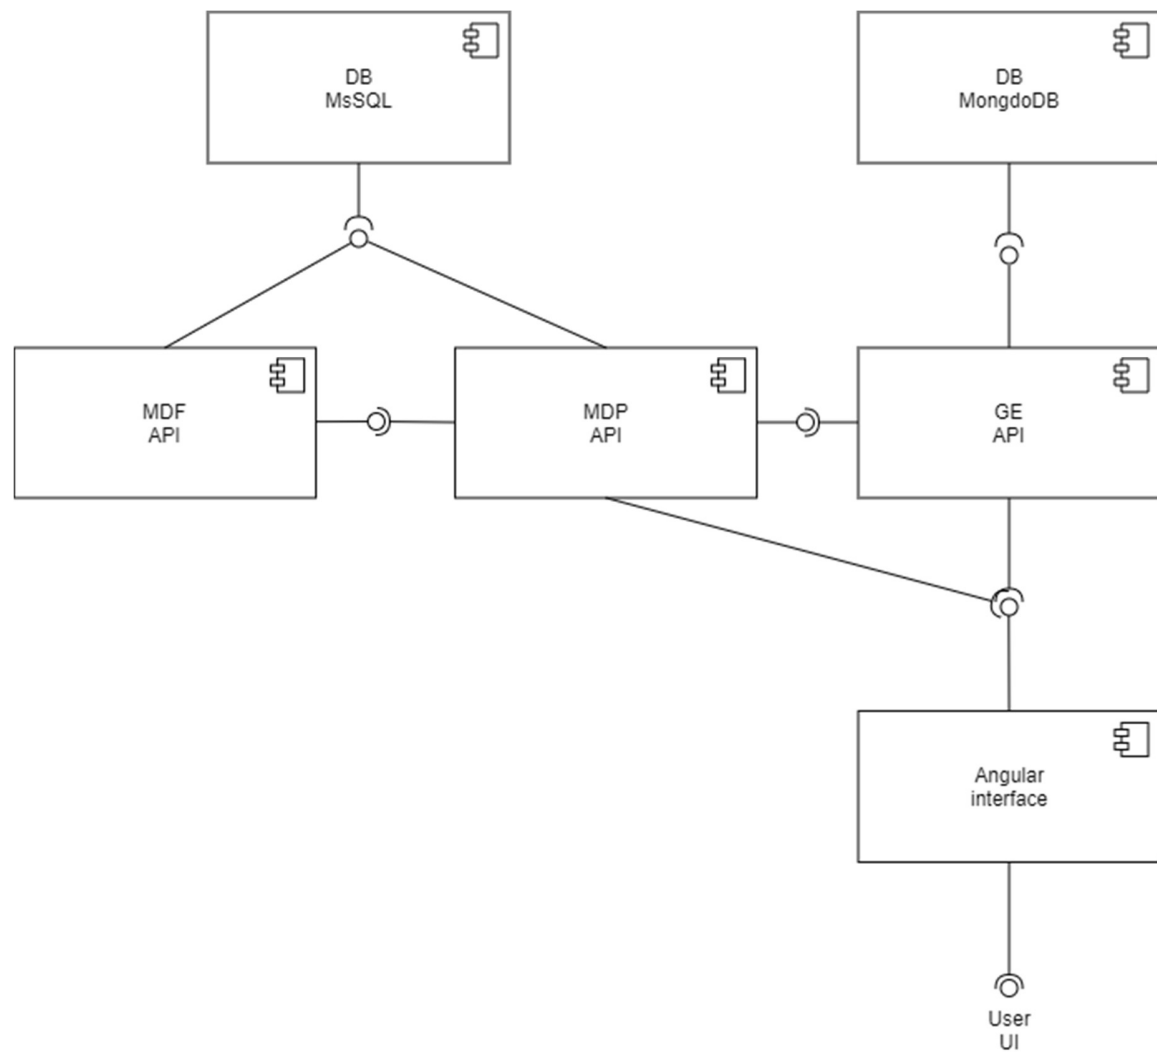 DB
MsSQL
DB
MongdoDB
MDF
API
MDP
API
GE
API
Angular
interface
User
UI